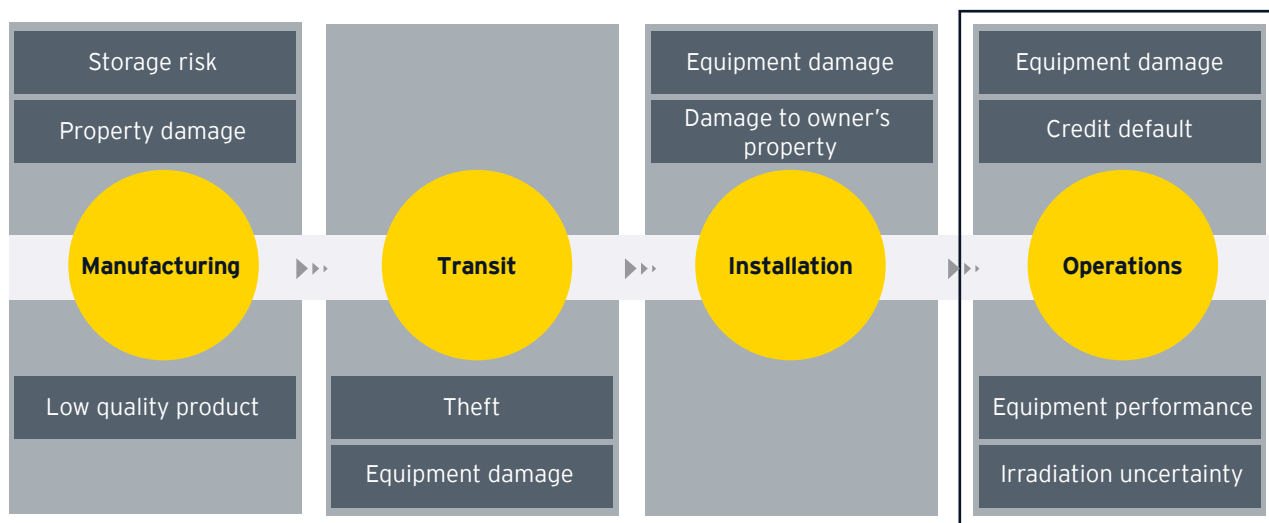 Storage risk
Property damage
Manufacturing
Low quality product
Transit
Theft
Equipment damage
Equipment damage
Damage to owner’s
property
Installation
Equipment damage
Credit default
Operations
Equipment performance
Irradiation uncertainty